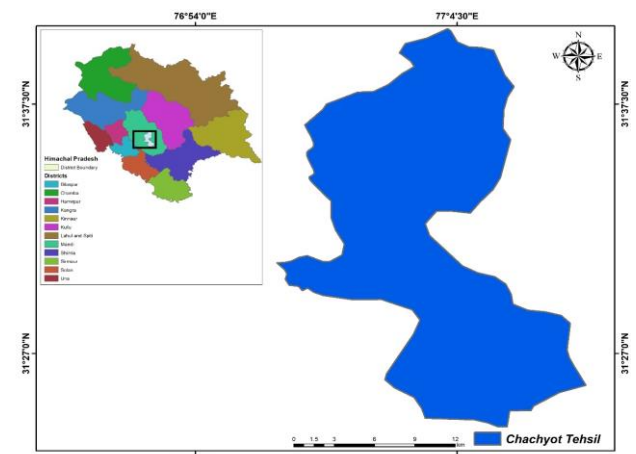 76°54'0"E
77°4'30"E
N
W
E
S
31°37'30"N
31°37'30"N
Himachal Pradesh
District Boundary
Districts
Bilaspur
Chamba
Hamirpur
Kangra
Kinnaur
Kullu
Lahul and Spiti
Mandi
Shimla
Sirmaur
Solan
Una
31°27'0"N
31°27'0"N
0 1.5 3 6 9 12
km
Chachyot Tehsil